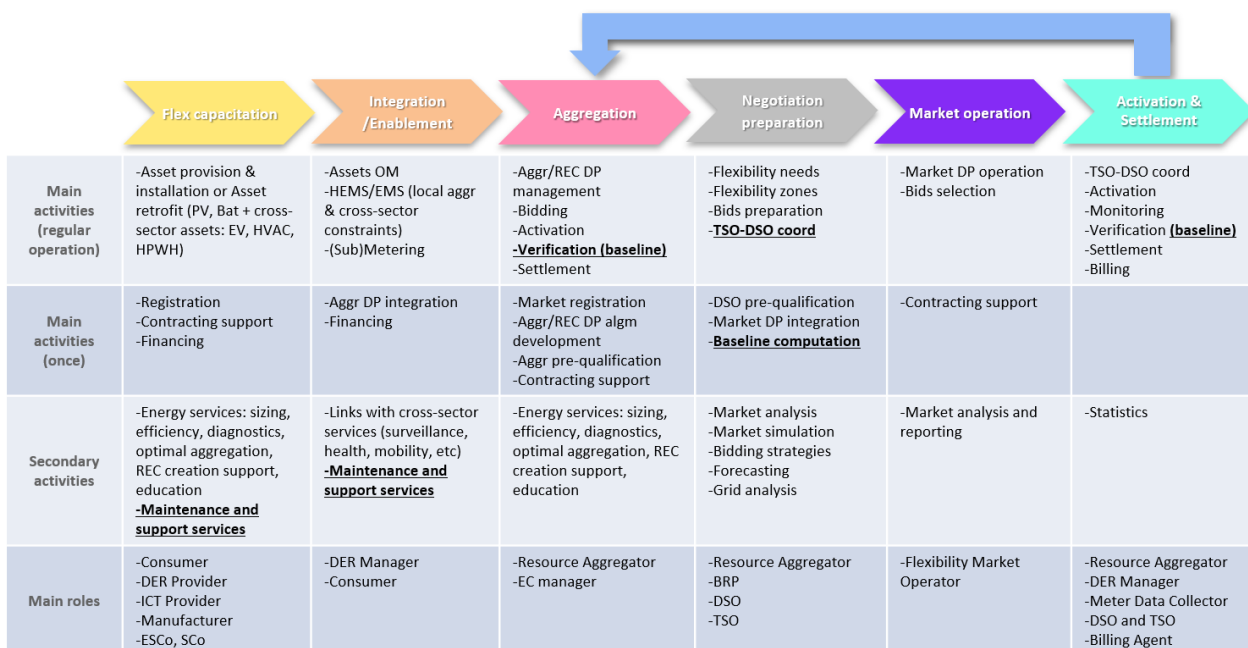 Flex capacitation
Integration
/Enablement
Aggregation
Negotiation
preparation
Market operation
Activation &
Settlement
Main
activities
(regular
operation)
-Asset provision &
installation or Asset
retrofit (PV, Bat + cross-
sector assets: EV, HVAC,
HPWH)
-Assets OM
-HEMS/EMS (local aggr
& cross-sector
constraints)
-(Sub)Metering
-Aggr/REC DP
management
-Bidding
-Activation
-Verification (baseline)
-Settlement
-Flexibility needs
-Flexibility zones
-Bids preparation
-TSO-DSO coord
-Market DP operation
-Bids selection
-TSO-DSO coord
-Activation
-Monitoring
-Verification (baseline)
-Settlement
-Billing
Main
activities
(once)
-Registration
-Contracting support
-Financing
-Aggr DP integration
-Financing
-Market registration
-Aggr/REC DP algm
development
-Aggr pre-qualification
-Contracting support
-DSO pre-qualification
-Market DP integration
-Baseline computation
-Contracting support
Secondary
activities
-Energy services: sizing,
efficiency, diagnostics,
optimal aggregation,
REC creation support,
education
-Maintenance and
support services
-Links with cross-sector
services (surveillance,
health, mobility, etc)
-Maintenance and
support services
-Energy services: sizing,
efficiency, diagnostics,
optimal aggregation, REC
creation support,
education
-Market analysis
-Market simulation
-Bidding strategies
-Forecasting
-Grid analysis
-Market analysis and
reporting
-Statistics
Main roles
-Consumer
-DER Provider
-ICT Provider
-Manufacturer
-ESCo, SCo
-DER Manager
-Consumer
-Resource Aggregator
-EC manager
-Resource Aggregator
-BRP
-DSO
-TSO
-Flexibility Market
Operator
-Resource Aggregator
-DER Manager
-Meter Data Collector
-DSO and TSO
-Billing Agent